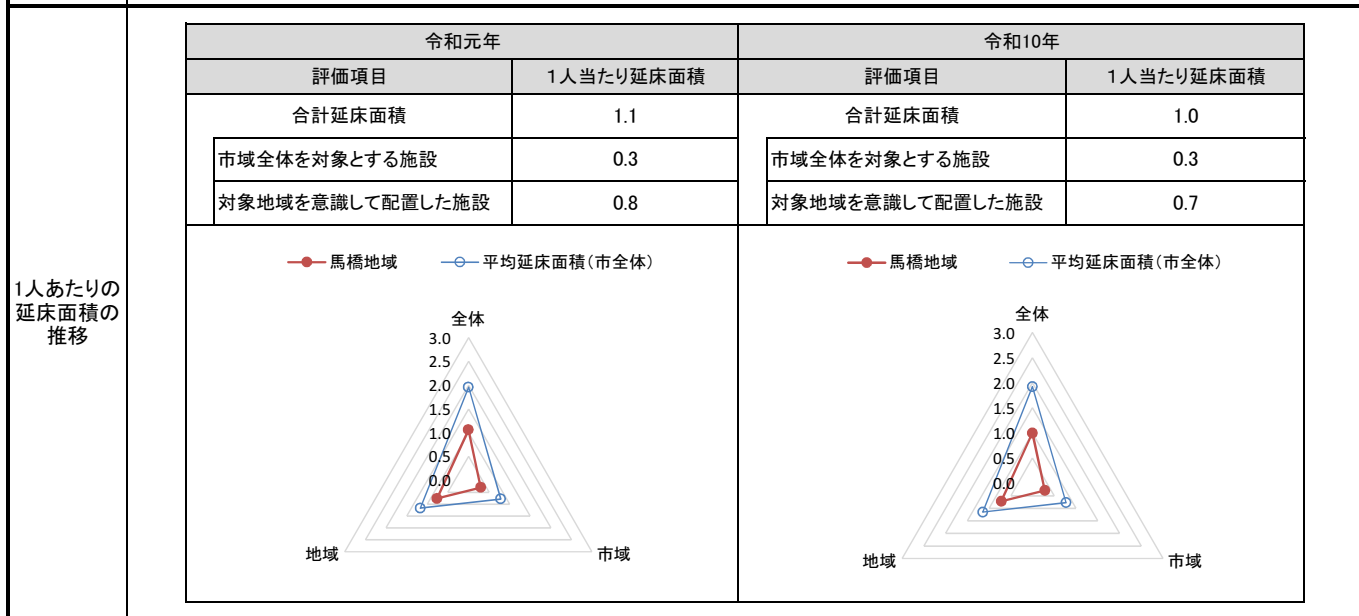 1人あたりの
延床面積の
推移
令和元年
評価項目 1人当たり延床面積
合計延床面積 1.1
市域全体を対象とする施設 0.3
対象地域を意識して配置した施設 0.8
馬橋地域 平均延床面積（市全体）
全体
3.0
2.5
2.0
1.5
1.0
0.5
0.0
地域 市域
令和10年
評価項目 1人当たり延床面積
合計延床面積 1.0
市域全体を対象とする施設 0.3
対象地域を意識して配置した施設 0.7
馬橋地域 平均延床面積（市全体）
全体
3.0
2.5
2.0
1.5
1.0
0.5
0.0
地域 市域